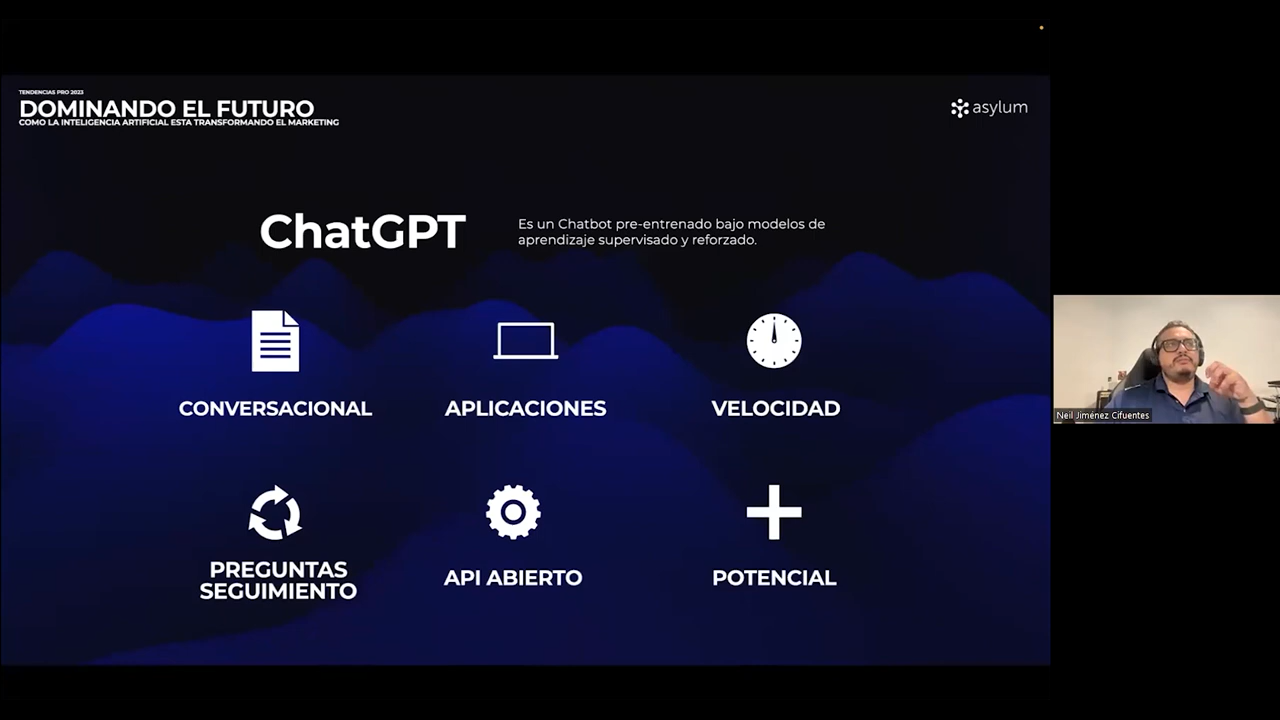 TENDENCIAS PRO 2023
DOMINANDO EL FUTURO
COMO LA INTELIGENCIA ARTIFICIAL ESTA TRANSFORMANDO EL MARKETING
asylum
ChatGPT
Es un Chatbot pre-entrenado bajo modelos de
aprendizaje supervisado y reforzado.
CONVERSACIONAL
APLICACIONES
VELOCIDAD
PREGUNTAS
SEGUIMIENTO
API ABIERTO
POTENCIAL
Neil Jiménez Cifuentes